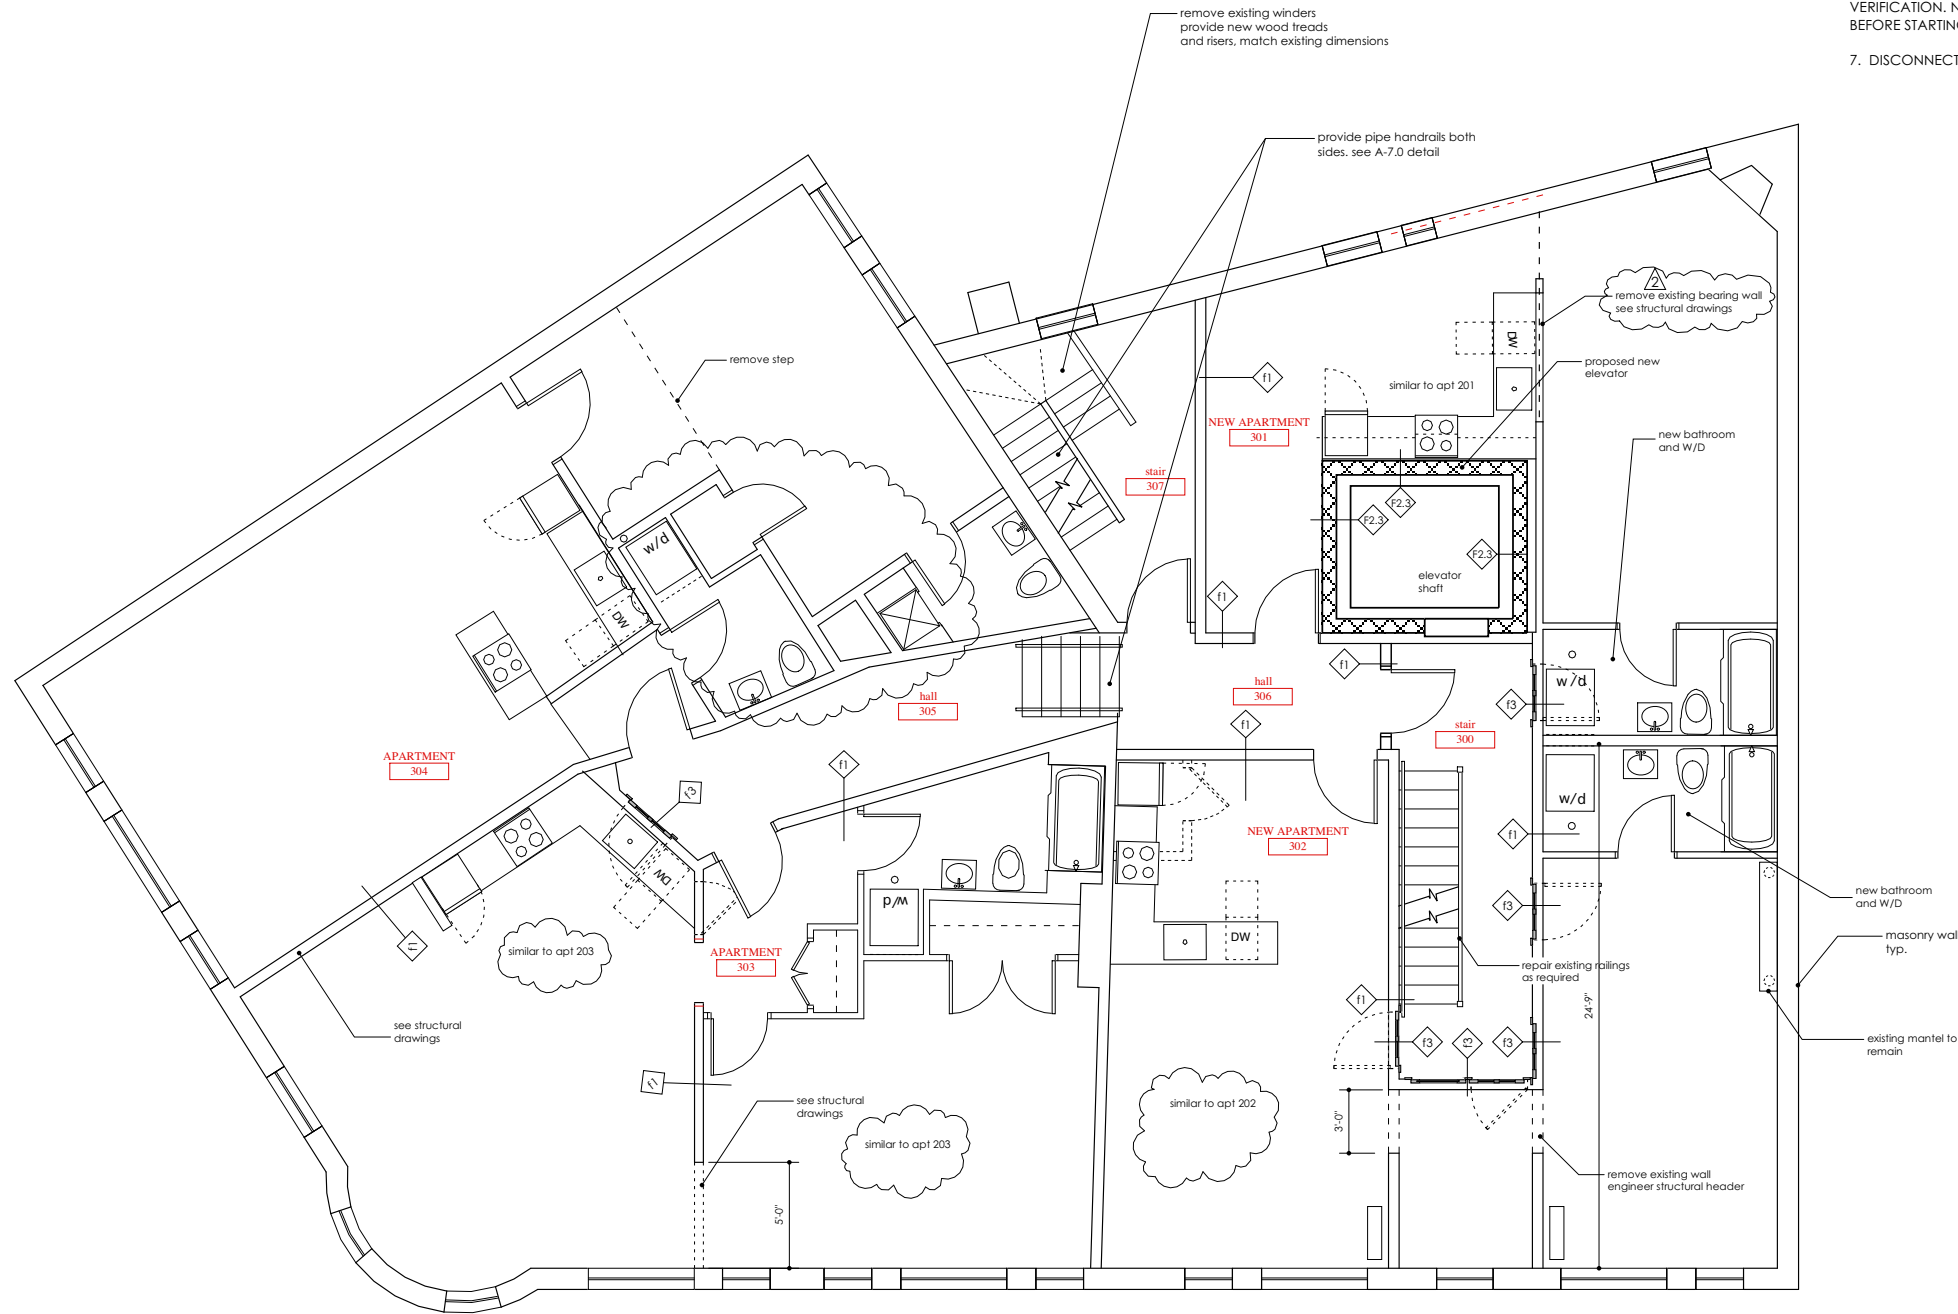 remove existing winders
provide new wood treads
and risers, match existing dimensions
VERIFICATION. N
BEFORE STARTING
7. DISCONNECT
provide pipe handrails both
sides. see A-7.0 detail
2
remove existing bearing wall
see structural drawings
remove step
proposed new
elevator
DW
similar to apt 201
f1
NEW APARTMENT
301
new bathroom
and W/D
stair
307
F2.3
F2.3
F2.3
elevator
shaft
w/d
DW
f1
f1
hall
306
hall
305
f1
stair
300
f3
w/d
APARTMENT
304
f1
f3
w/d
f1
NEW APARTMENT
302
DW
w/d
f3
new bathroom
and W/D
f1
similar to apt 203
APARTMENT
303
DW
masonry wall
typ.
repair existing railings
as required
f1
24'-9"
see structural
drawings
f3
f3
f3
existing mantel to
remain
f1
see structural
drawings
similar to apt 202
3'-0"
similar to apt 203
remove existing wall
engineer structural header
5'-0"